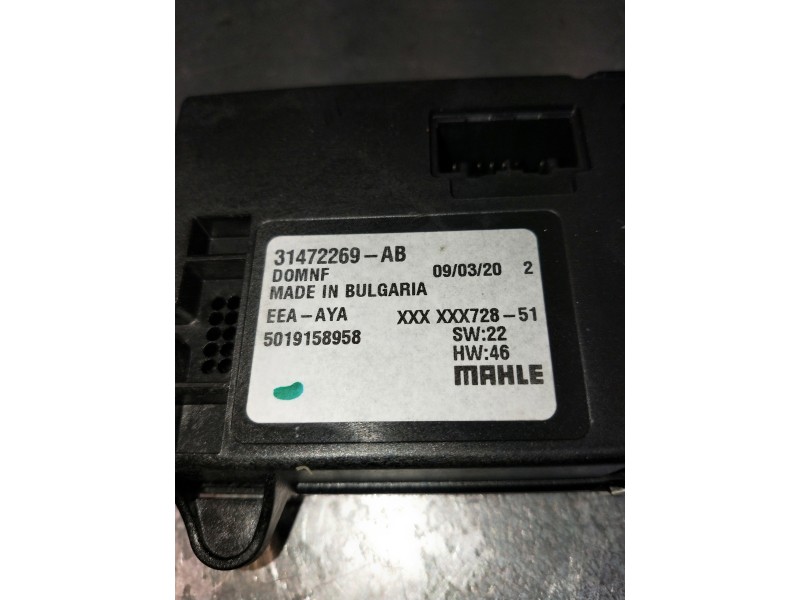 31472269-AB
DOMNF 09/03/20 2
MADE IN BULGARIA
EEA-AYA XXX XXX728-51
5019158958 SW:22
HW:46
MAHLE